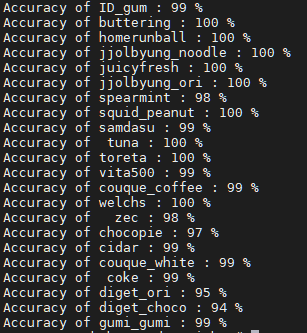 Accuracy of ID_gum : 99 %
Accuracy of buttering : 100 %
Accuracy of homerunball : 100 %
Accuracy of jjolbyung_noodle : 100 %
Accuracy of juicyfresh : 100 %
Accuracy of jjolbyung_ori : 100 %
Accuracy of spearmint : 98 %
Accuracy of squid_peanut : 100 %
Accuracy of samdasu : 99 %
Accuracy of  tuna : 100 %
Accuracy of toreta : 100 %
Accuracy of vita500 : 99 %
Accuracy of couque_coffee : 99 %
Accuracy of welchs : 100 %
Accuracy of   zec : 98 %
Accuracy of chocopie : 97 %
Accuracy of cidar : 99 %
Accuracy of couque_white : 99 %
Accuracy of  coke : 99 %
Accuracy of diget_ori : 95 %
Accuracy of diget_choco : 94 %
Accuracy of gumi_gumi : 99 %